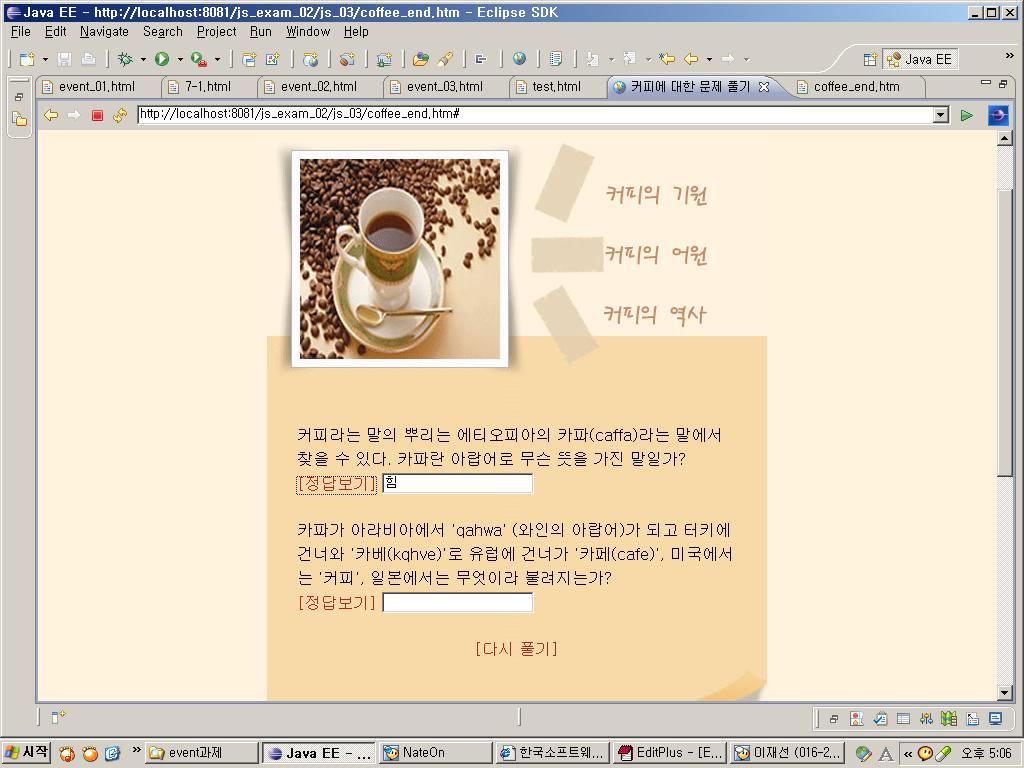 Java EE - http://localhost:8081/js_exam_02/js_03/coffee_end.htm - Eclipse SDK
File Edit Navigate Search Project Run Window Help
Java EE
event_01.html 7-1.html event_02.html event_03.html test.html 커피에 대한 문제 풀기 coffee_end.htm
http://localhost:8081/js_exam_02/js_03/coffee_end.htm#
커피의 기원
커피의 어원
커피의 역사
커피라는 말의 뿌리는 에티오피아의 카파(caffa)라는 말에서
찾을 수 있다. 카파란 아랍어로 무슨 뜻을 가진 말일가?
[정답보기] 힘
카파가 아라비아에서 'qahwa' (와인의 아랍어)가 되고 터키에
건너와 '카베(kqhve)'로 유럽에 건너가 '카페(cafe)', 미국에서
는 '커피', 일본에서는 무엇이라 불려지는가?
[정답보기]
[다시 풀기]
시작 event과제 Java EE - ... NateOn 한국소프트웨... EditPlus - [E... 이재선 (016-2... 오후 5:06